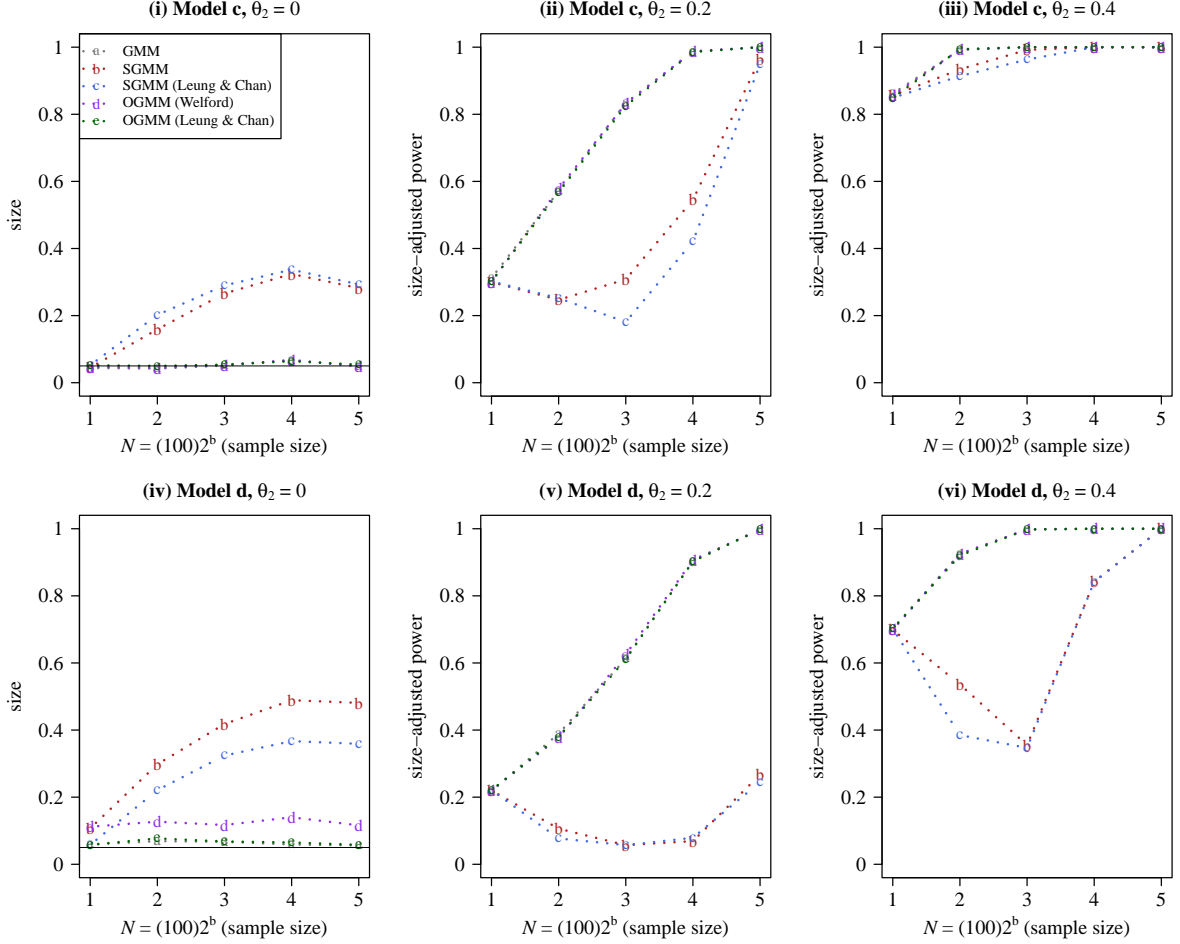 (i) Model c, θ₂ = 0
size
1
0.8
0.6
0.4
0.2
0
a GMM
b SGMM
c SGMM (Leung & Chan)
d OGMM (Welford)
e OGMM (Leung & Chan)
1 2 3 4 5
N = (100)2ᵇ (sample size)
(ii) Model c, θ₂ = 0.2
size−adjusted power
1
0.8
0.6
0.4
0.2
0
1 2 3 4 5
N = (100)2ᵇ (sample size)
(iii) Model c, θ₂ = 0.4
size−adjusted power
1
0.8
0.6
0.4
0.2
0
1 2 3 4 5
N = (100)2ᵇ (sample size)
(iv) Model d, θ₂ = 0
size
1
0.8
0.6
0.4
0.2
0
1 2 3 4 5
N = (100)2ᵇ (sample size)
(v) Model d, θ₂ = 0.2
size−adjusted power
1
0.8
0.6
0.4
0.2
0
1 2 3 4 5
N = (100)2ᵇ (sample size)
(vi) Model d, θ₂ = 0.4
size−adjusted power
1
0.8
0.6
0.4
0.2
0
1 2 3 4 5
N = (100)2ᵇ (sample size)